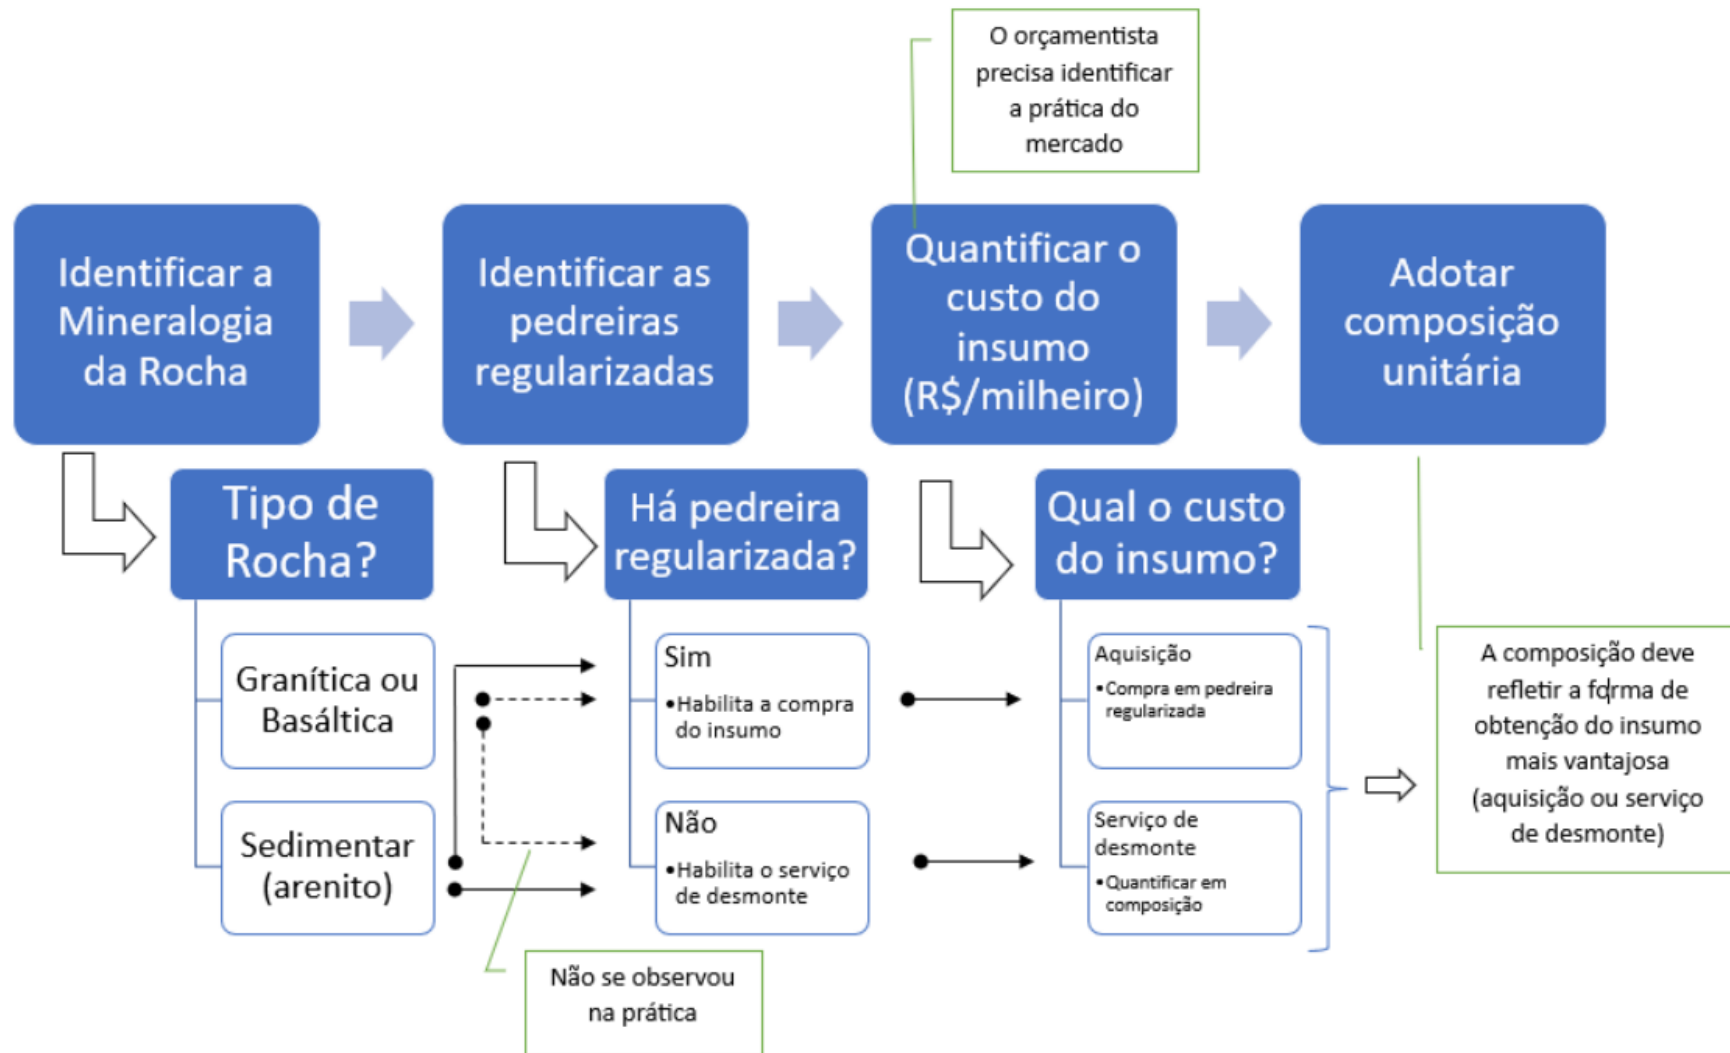 O orçamentista
precisa identificar
a prática do
mercado
Identificar a
Mineralogia
da Rocha
Identificar as
pedreiras
regularizadas
Quantificar o
custo do
insumo
(R$/milheiro)
Adotar
composição
unitária
Tipo de
Rocha?
Há pedreira
regularizada?
Qual o custo
do insumo?
Granítica ou
Basáltica
Sedimentar
(arenito)
Sim
•Habilita a compra
do insumo
Não
•Habilita o serviço
de desmonte
Aquisição
•Compra em pedreira
regularizada
Serviço de
desmonte
•Quantificar em
composição
A composição deve
refletir a forma de
obtenção do insumo
mais vantajosa
(aquisição ou serviço
de desmonte)
Não se observou
na prática